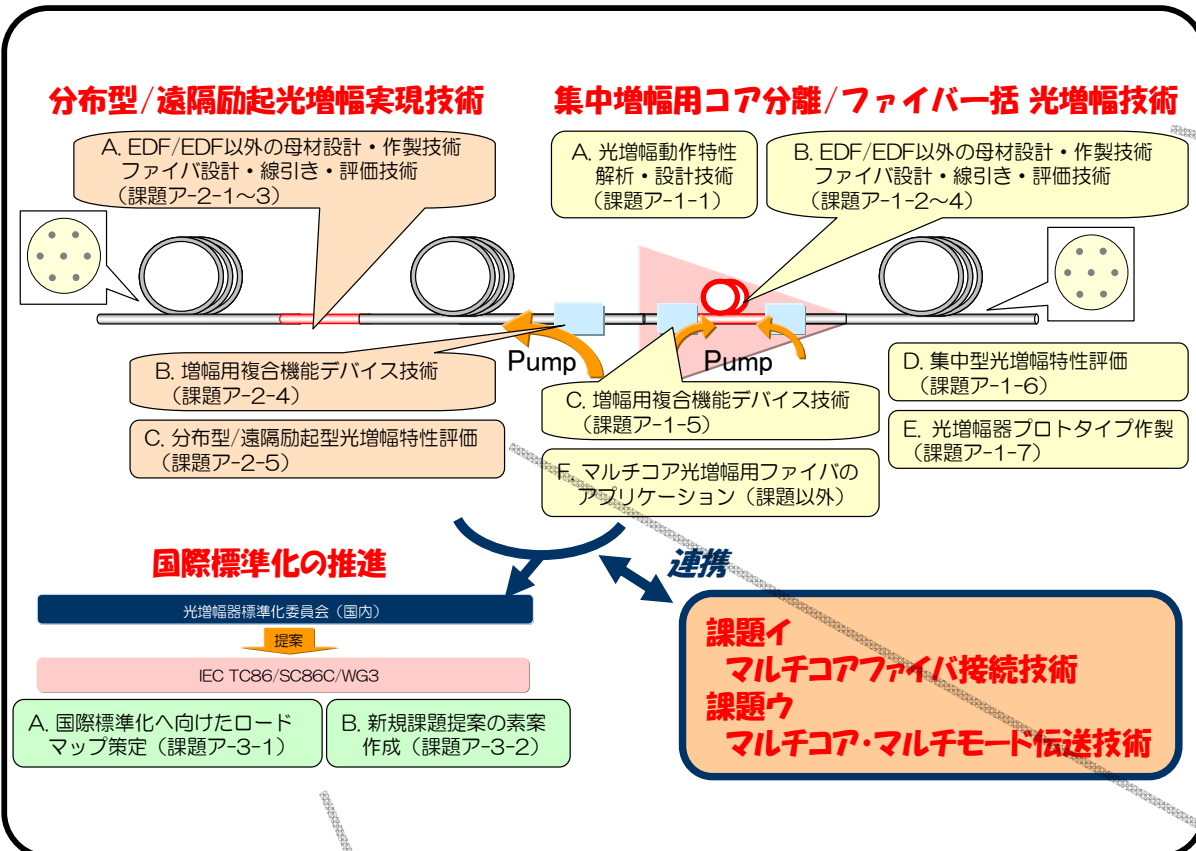 分布型/遠隔励起光増幅実現技術
A. EDF/EDF以外の母材設計・作製技術
ファイバ設計・線引き・評価技術
(課題ア-2-1～3)
Pump
B. 増幅用複合機能デバイス技術
(課題ア-2-4)
C. 分布型/遠隔励起型光増幅特性評価
(課題ア-2-5)
集中増幅用コア分離/ファイバー括 光増幅技術
A. 光増幅動作特性
解析・設計技術
(課題ア-1-1)
B. EDF/EDF以外の母材設計・作製技術
ファイバ設計・線引き・評価技術
(課題ア-1-2～4)
Pump
C. 増幅用複合機能デバイス技術
(課題ア-1-5)
D. 集中型光増幅特性評価
(課題ア-1-6)
E. 光増幅器プロトタイプ作製
(課題ア-1-7)
F. マルチコア光増幅用ファイバの
アプリケーション(課題以外)
国際標準化の推進
光増幅器標準化委員会(国内)
提案
IEC TC86/SC86C/WG3
A. 国際標準化へ向けたロード
マップ策定(課題ア-3-1)
B. 新規課題提案の素案
作成(課題ア-3-2)
連携
課題イ
マルチコアファイバ接続技術
課題ウ
マルチコア・マルチモード伝送技術